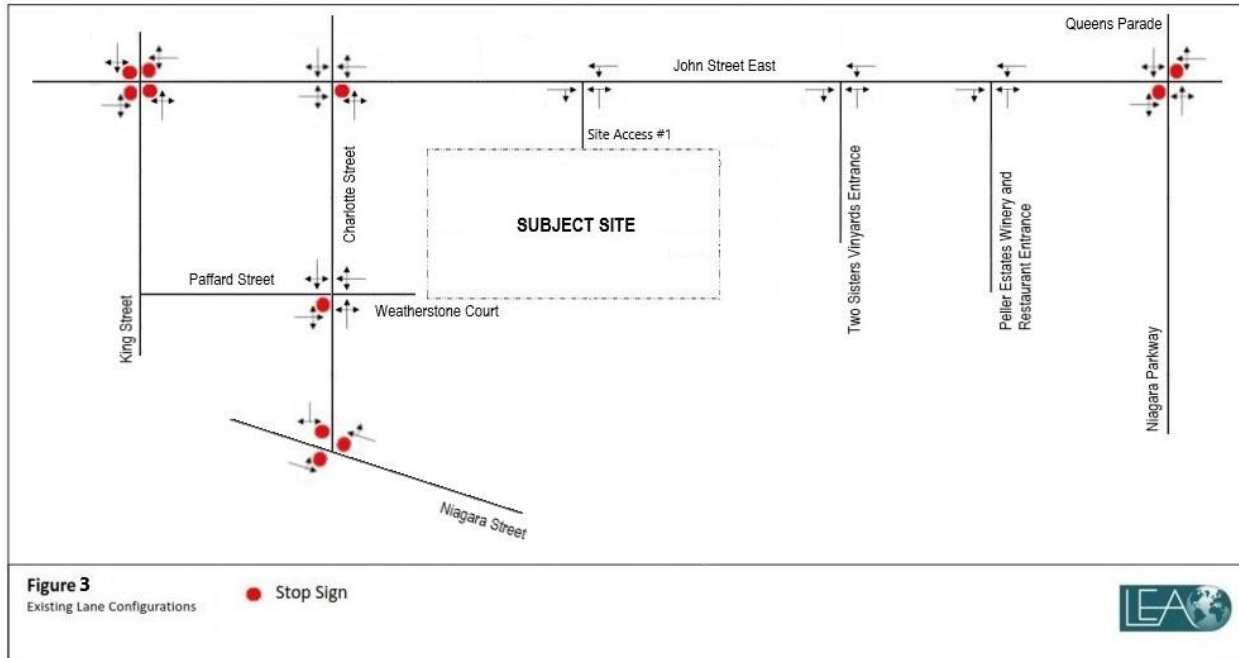 Queens Parade
John Street East
Site Access #1
Charlotte Street
SUBJECT SITE
Two Sisters Vinyards Entrance
Peller Estates Winery and
Restaurant Entrance
Paffard Street
Weatherstone Court
King Street
Niagara Parkway
Niagara Street
Figure 3
Existing Lane Configurations
Stop Sign
LEA